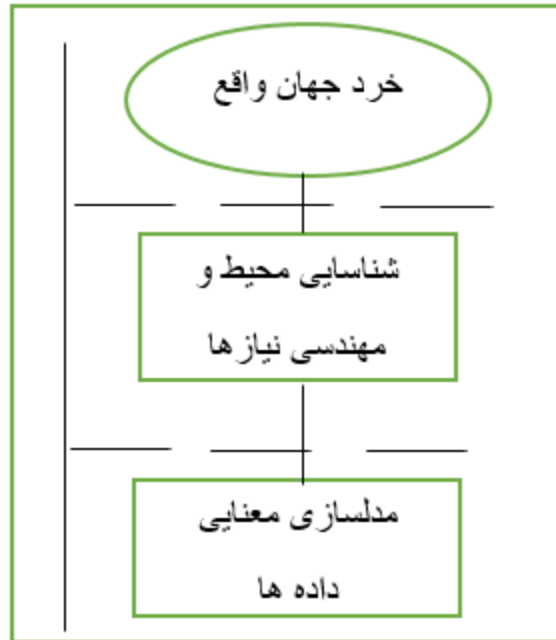 خرد جهان واقع
شناسایی محیط و
مهندسی نیازها
مدلسازی معنایی
داده ها